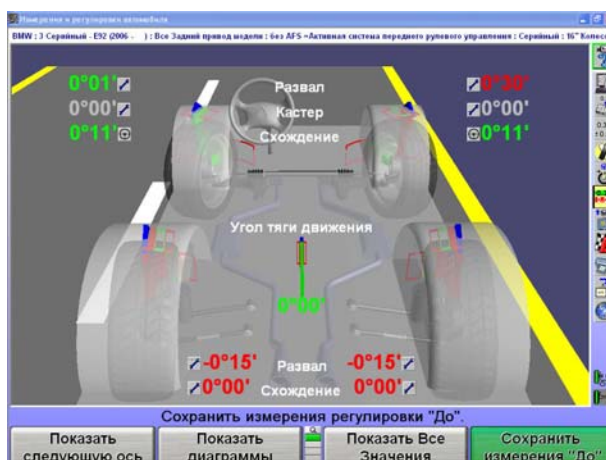 Измерения и регулировки автомобиля
BMW : 3 Серийный - E92 (2006 - ) : Все Задний привод модели : без AFS =Активная система переднего рулевого управления : Серийный : 16" Колеса
0°01' Развал 0°30'
0°00' Кастер 0°00'
0°11' Схождение 0°11'
Угол тяги движения
0°00'
-0°15' Развал -0°15'
0°00' Схождение 0°00'
Сохранить измерения регулировки "До".
Показать следующую ось
Показать диаграммы
Показать Все Значения
Сохранить измерения "До"